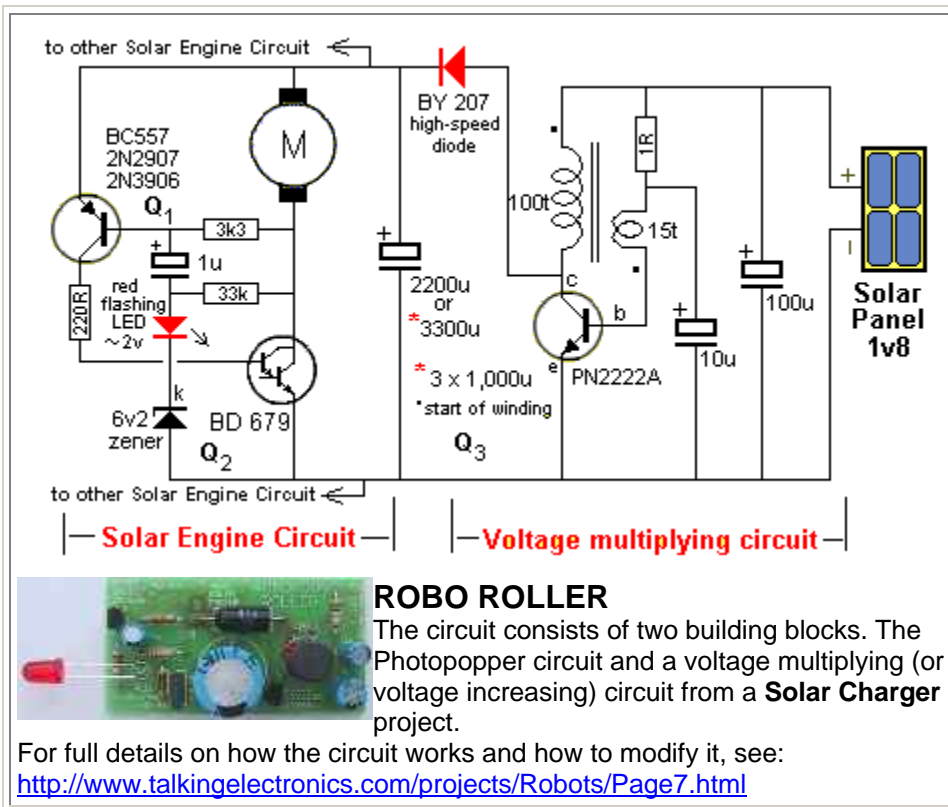 to other Solar Engine Circuit
BC557
2N2907
2N3906
Q1
M
BY 207
high-speed
diode
1R
100t
15t
+
-
3k3
+
1u
33k
220R
red
flashing
LED
~2v
k
6v2
zener
BD 679
Q2
+
2200u
or
*3300u
* 3 x 1,000u
•start of winding
Q3
c
b
e
PN2222A
+
10u
+
100u
Solar
Panel
1v8
to other Solar Engine Circuit
Solar Engine Circuit
Voltage multiplying circuit
ROBO ROLLER
The circuit consists of two building blocks. The
Photopopper circuit and a voltage multiplying (or
voltage increasing) circuit from a Solar Charger
project.
For full details on how the circuit works and how to modify it, see:
http://www.talkingelectronics.com/projects/Robots/Page7.html